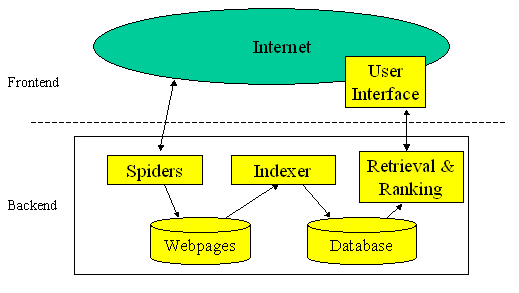 Internet
User
Interface
Frontend
Spiders
Indexer
Retrieval &
Ranking
Backend
Webpages
Database